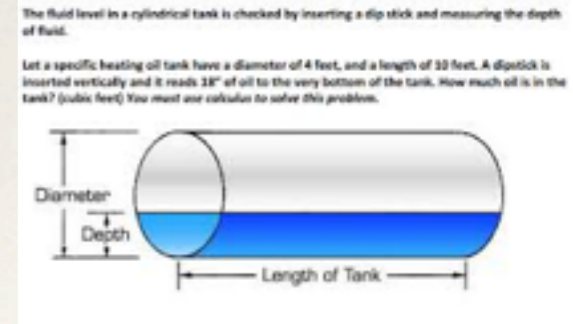 The fluid level in a cylindrical tank is checked by inserting a dip stick and measuring the depth
of fluid.
Let a specific heating oil tank have a diameter of 4 feet, and a length of 10 feet. A dipstick is
inserted vertically and it reads 18" of oil to the very bottom of the tank. How much oil is in the
tank? (cubic feet) You must use calculus to solve this problem.
Diameter
Depth
Length of Tank